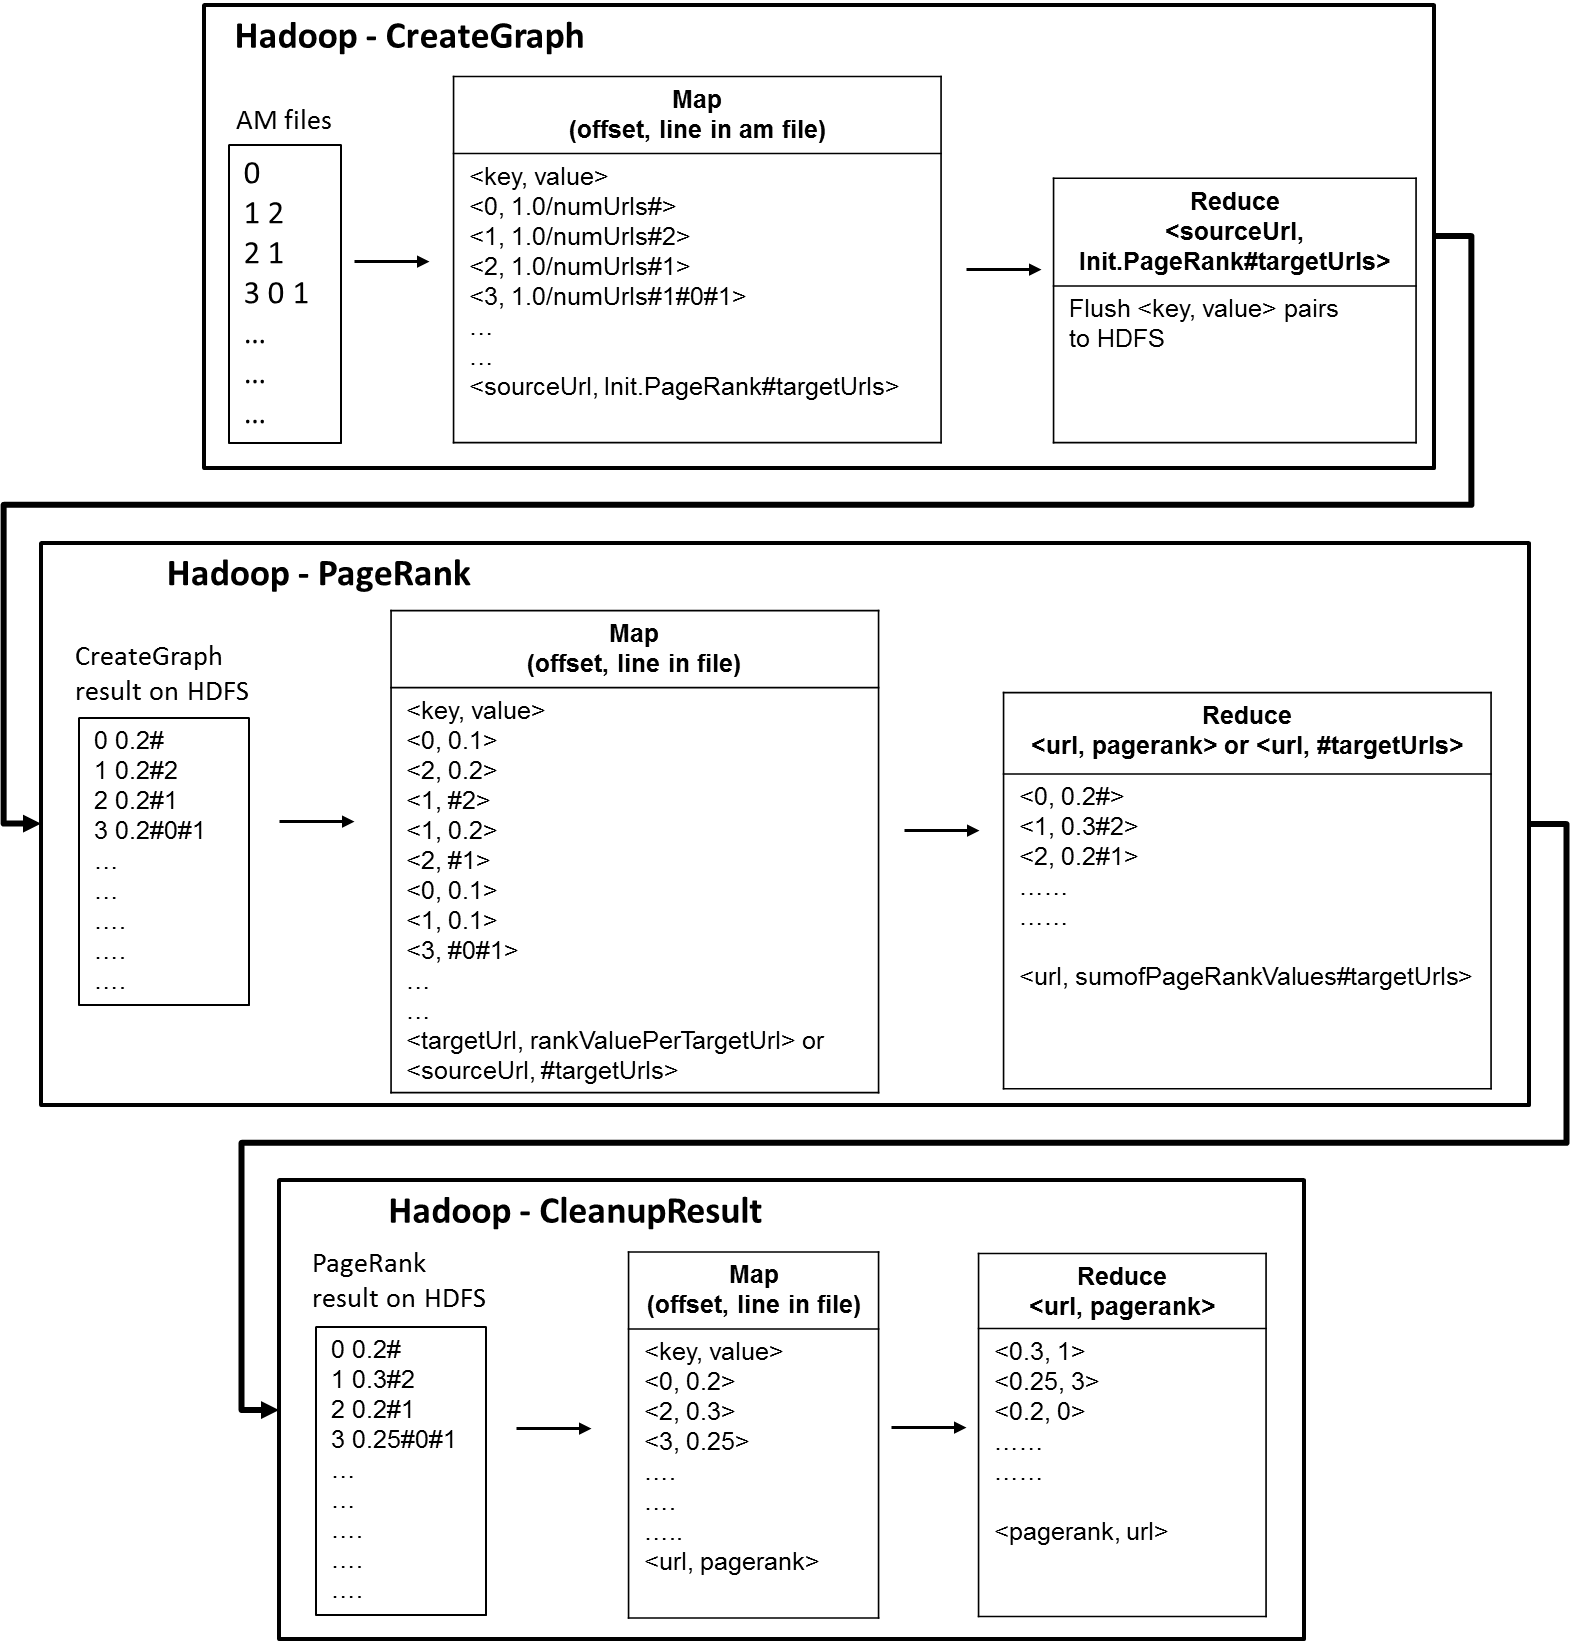 Hadoop - CreateGraph
AM files
0
1 2
2 1
3 0 1
...
...
...
Map
(offset, line in am file)
<key, value>
<0, 1.0/numUrls#>
<1, 1.0/numUrls#2>
<2, 1.0/numUrls#1>
<3, 1.0/numUrls#1#0#1>
...
...
<sourceUrl, Init.PageRank#targetUrls>
Reduce
<sourceUrl,
Init.PageRank#targetUrls>
Flush <key, value> pairs
to HDFS
Hadoop - PageRank
CreateGraph
result on HDFS
0 0.2#
1 0.2#2
2 0.2#1
3 0.2#0#1
...
...
....
....
....
Map
(offset, line in file)
<key, value>
<0, 0.1>
<2, 0.2>
<1, #2>
<1, 0.2>
<2, #1>
<0, 0.1>
<1, 0.1>
<3, #0#1>
...
...
<targetUrl, rankValuePerTargetUrl> or
<sourceUrl, #targetUrls>
Reduce
<url, pagerank> or <url, #targetUrls>
<0, 0.2#>
<1, 0.3#2>
<2, 0.2#1>
......
......
<url, sumofPageRankValues#targetUrls>
Hadoop - CleanupResult
PageRank
result on HDFS
0 0.2#
1 0.3#2
2 0.2#1
3 0.25#0#1
...
...
....
....
....
Map
(offset, line in file)
<key, value>
<0, 0.2>
<2, 0.3>
<3, 0.25>
....
....
.....
<url, pagerank>
Reduce
<url, pagerank>
<0.3, 1>
<0.25, 3>
<0.2, 0>
......
......
<pagerank, url>